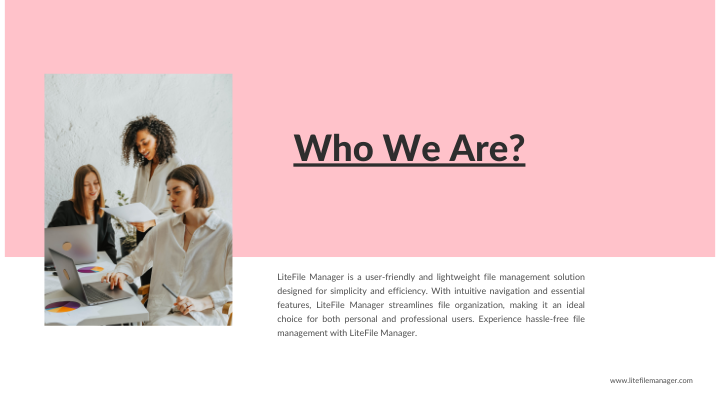 Who We Are?
LiteFile Manager is a user-friendly and lightweight file management solution
designed for simplicity and efficiency. With intuitive navigation and essential
features, LiteFile Manager streamlines file organization, making it an ideal
choice for both personal and professional users. Experience hassle-free file
management with LiteFile Manager.
www.litefilemanager.com